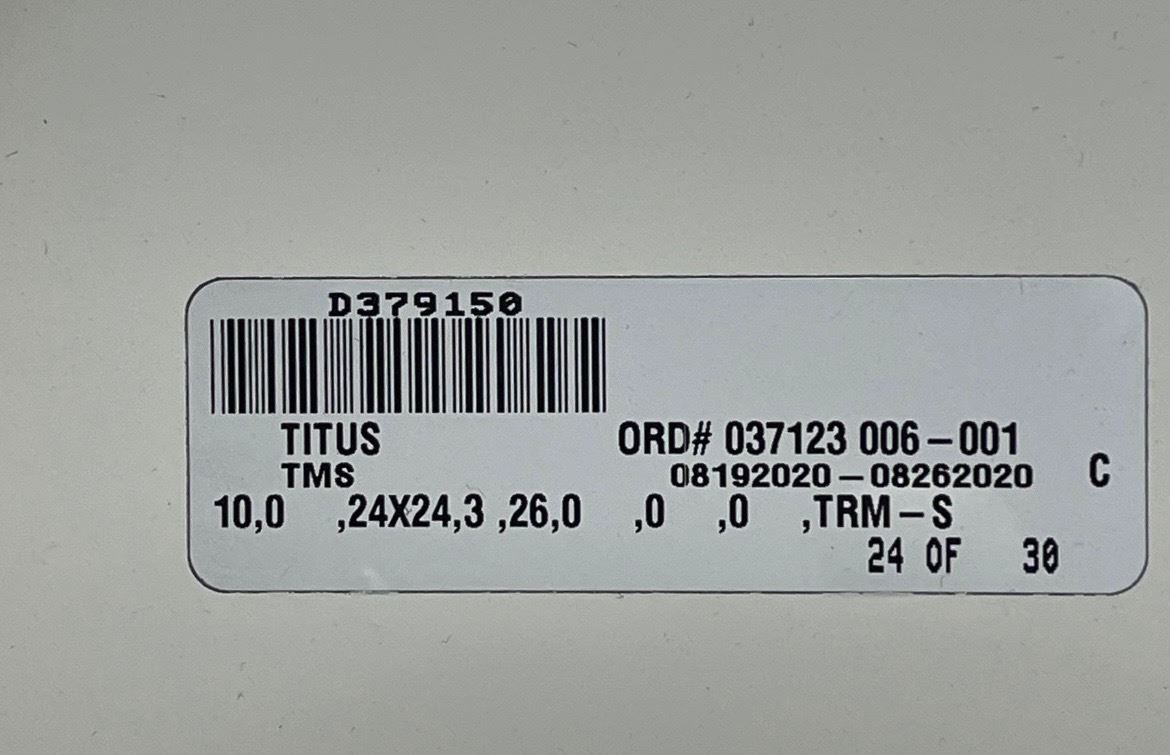 D379150
TITUS ORD# 037123 006-001
TMS 08192020-08262020 C
10,0 ,24X24,3 ,26,0 ,0 ,0 ,TRM-S
24 OF 30